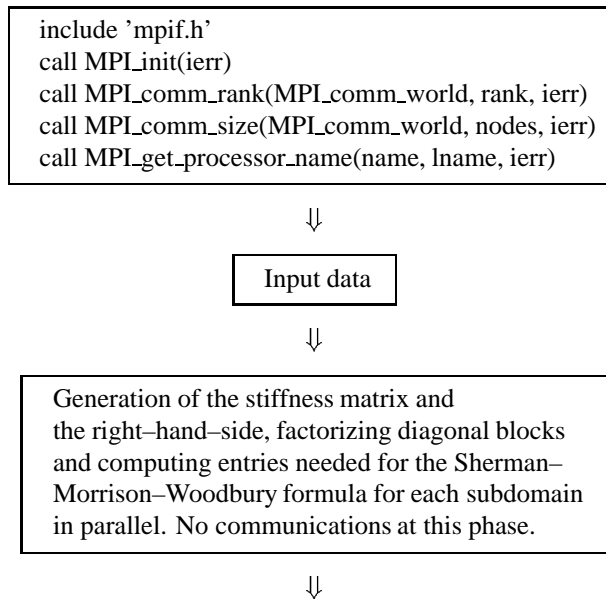 include ’mpif.h’
call MPI_init(ierr)
call MPI_comm_rank(MPI_comm_world, rank, ierr)
call MPI_comm_size(MPI_comm_world, nodes, ierr)
call MPI_get_processor_name(name, lname, ierr)
⇓
Input data
⇓
Generation of the stiffness matrix and
the right–hand–side, factorizing diagonal blocks
and computing entries needed for the Sherman–
Morrison–Woodbury formula for each subdomain
in parallel. No communications at this phase.
⇓